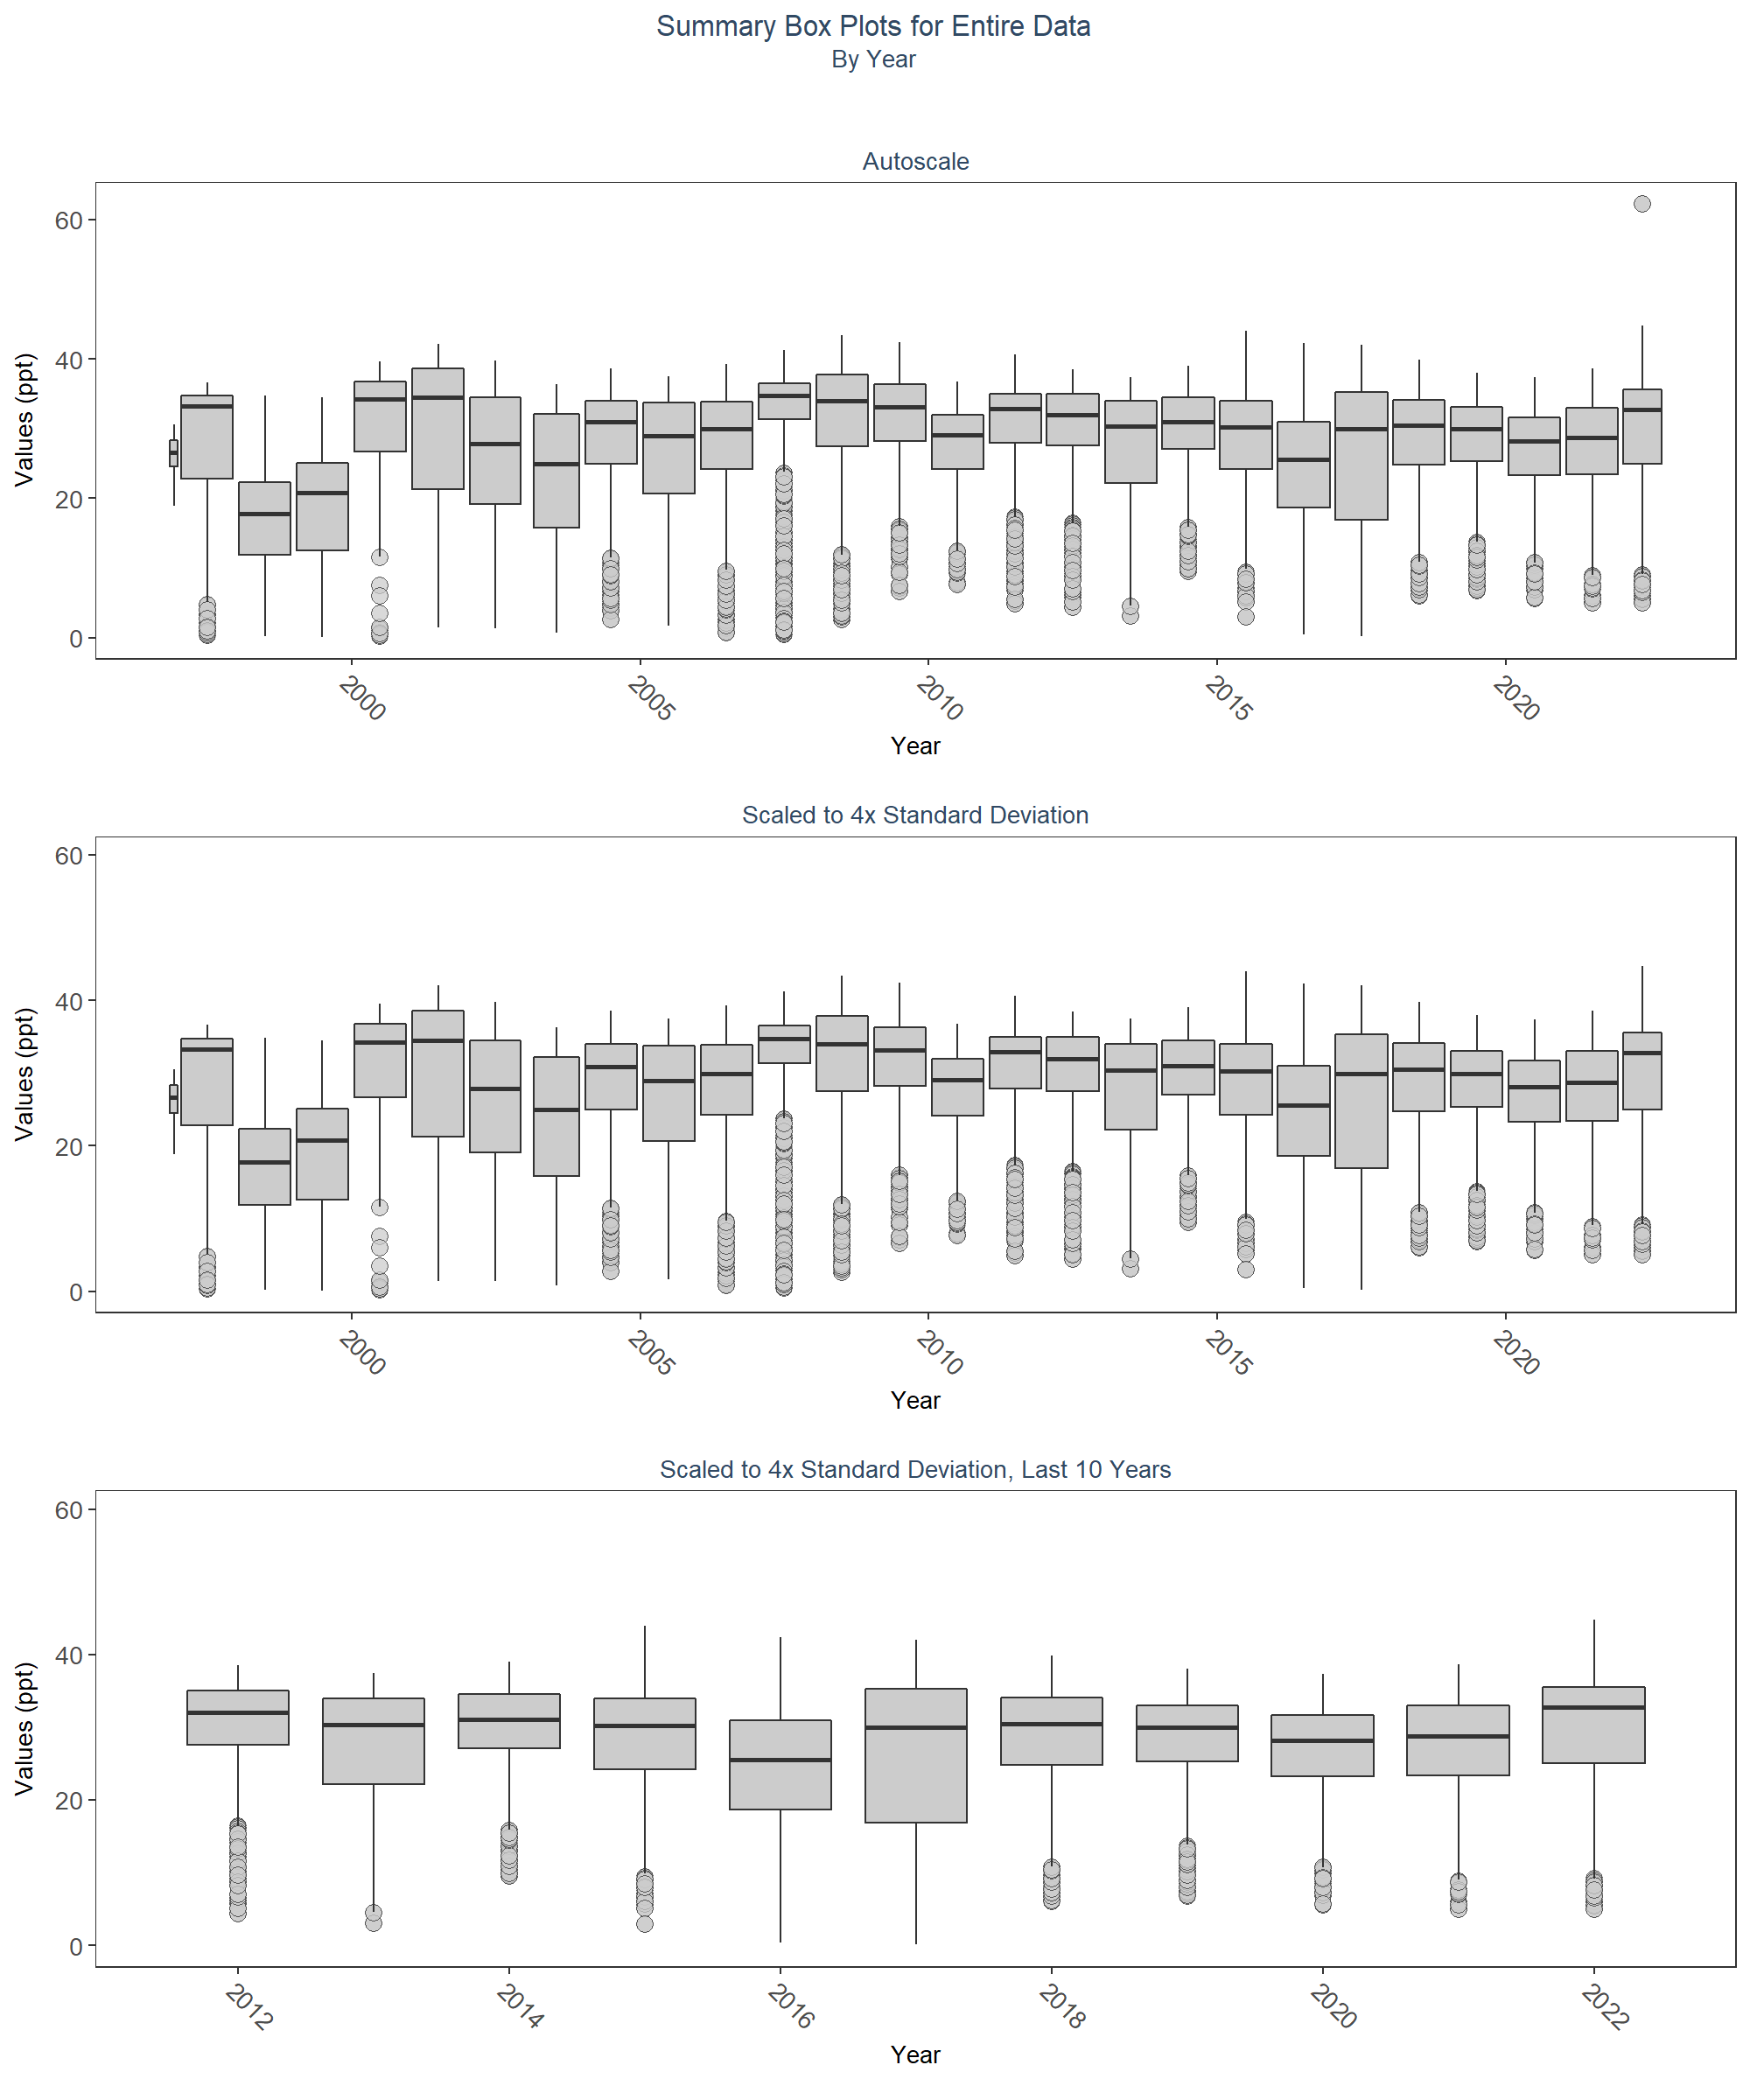 Summary Box Plots for Entire Data
By Year
Autoscale
Values (ppt)
60
40
20
0
2000 2005 2010 2015 2020
Year
Scaled to 4x Standard Deviation
Values (ppt)
60
40
20
0
2000 2005 2010 2015 2020
Year
Scaled to 4x Standard Deviation, Last 10 Years
Values (ppt)
60
40
20
0
2012 2014 2016 2018 2020 2022
Year